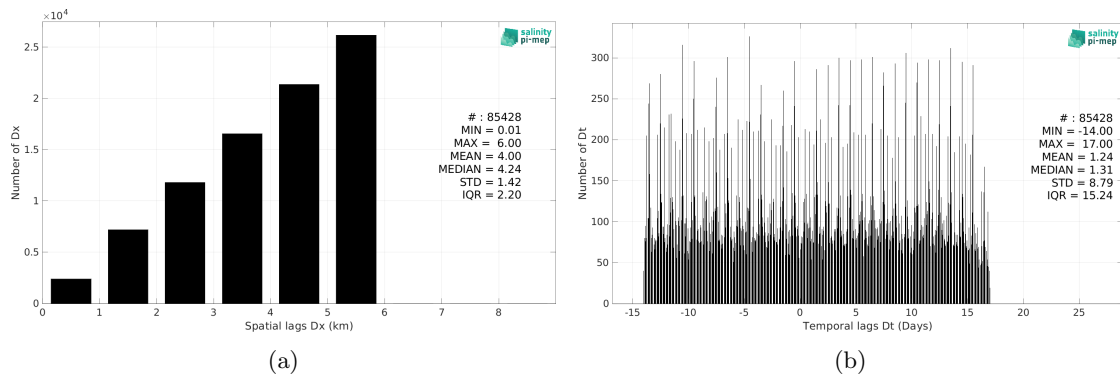 ×10⁴
Number of Dx
2.5
2
1.5
1
0.5
0
0 1 2 3 4 5 6 7 8
Spatial lags Dx (km)
salinity
pi-mep
# : 85428
MIN = 0.01
MAX = 6.00
MEAN = 4.00
MEDIAN = 4.24
STD = 1.42
IQR = 2.20
(a)
Number of Dt
300
250
200
150
100
50
0
-15 -10 -5 0 5 10 15 20 25
Temporal lags Dt (Days)
salinity
pi-mep
# : 85428
MIN = -14.00
MAX = 17.00
MEAN = 1.24
MEDIAN = 1.31
STD = 8.79
IQR = 15.24
(b)